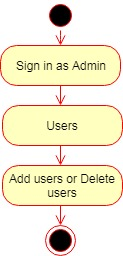 Sign in as Admin
Users
Add users or Delete
users